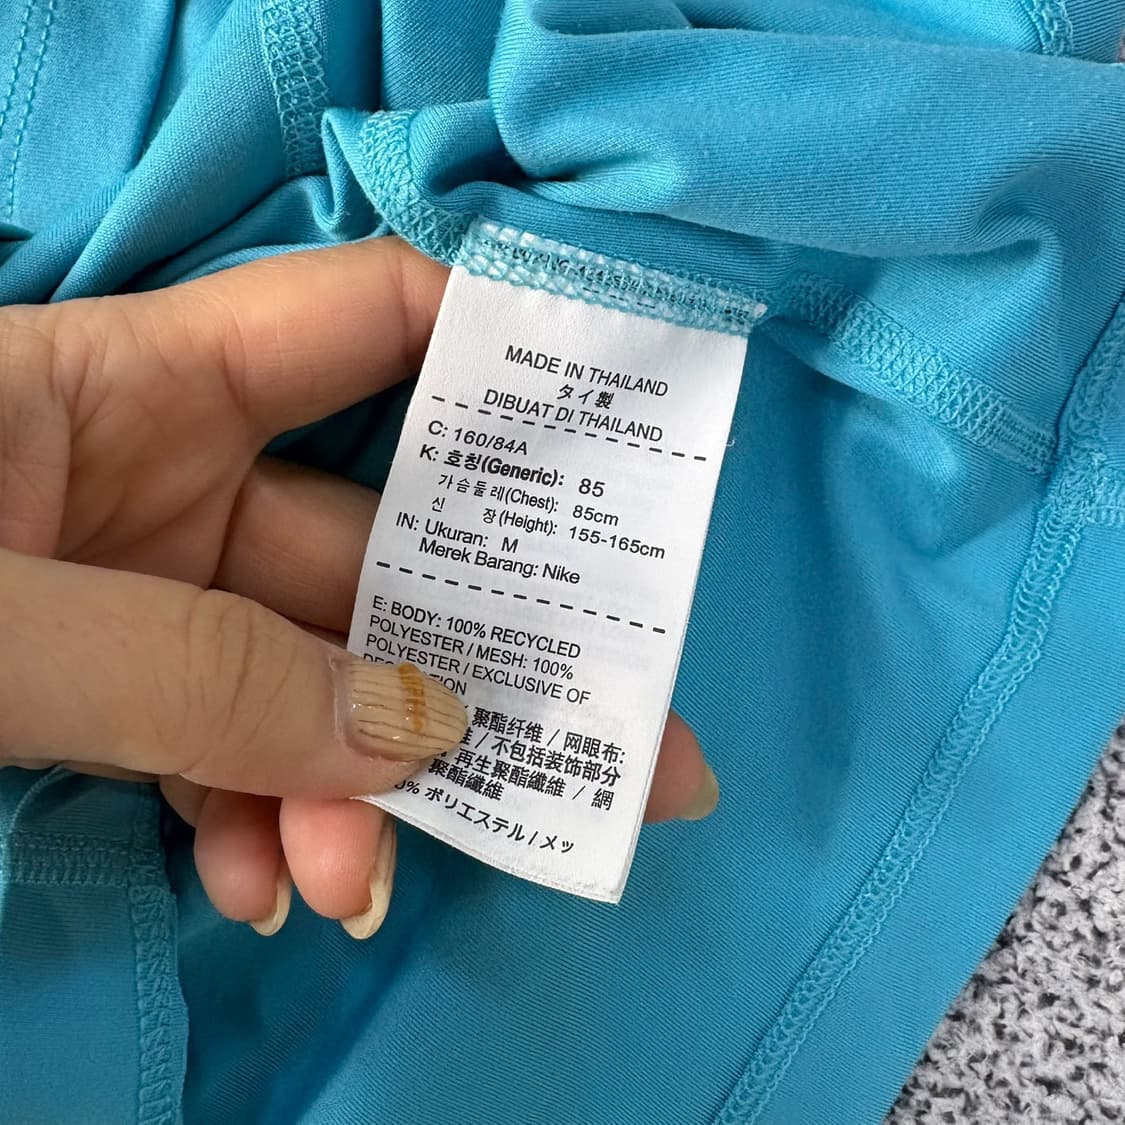 MADE IN THAILAND
タイ製
DIBUAT DI THAILAND
C: 160/84A
K: 호칭(Generic): 85
가슴둘레(Chest): 85cm
신 장(Height): 155-165cm
IN: Ukuran: M
Merek Barang: Nike
E: BODY: 100% RECYCLED
POLYESTER / MESH: 100%
POLYESTER / EXCLUSIVE OF
聚酯纤维 / 网眼布:
/ 不包括装饰部分
再生聚酯纖維 / 網
聚酯纖維
% ポリエステル / メッ